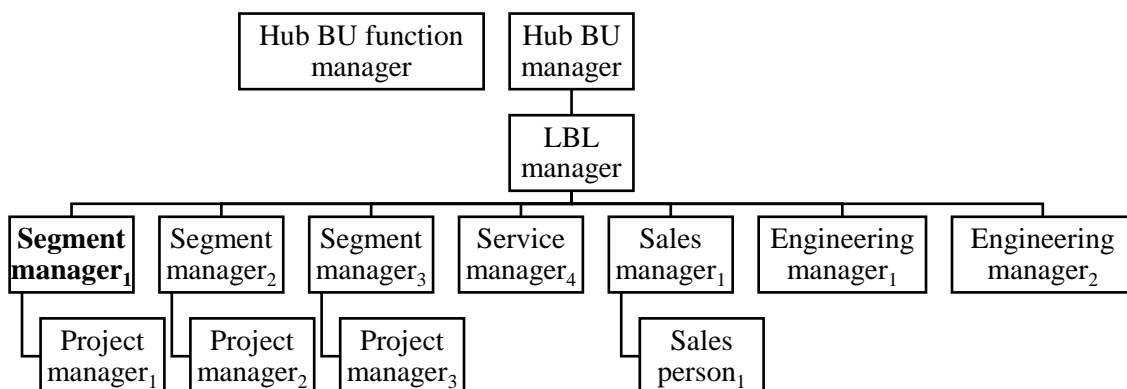 Hub BU function
manager
Hub BU
manager
LBL
manager
Segment
manager₁
Segment
manager₂
Segment
manager₃
Service
manager₄
Sales
manager₁
Engineering
manager₁
Engineering
manager₂
Project
manager₁
Project
manager₂
Project
manager₃
Sales
person₁